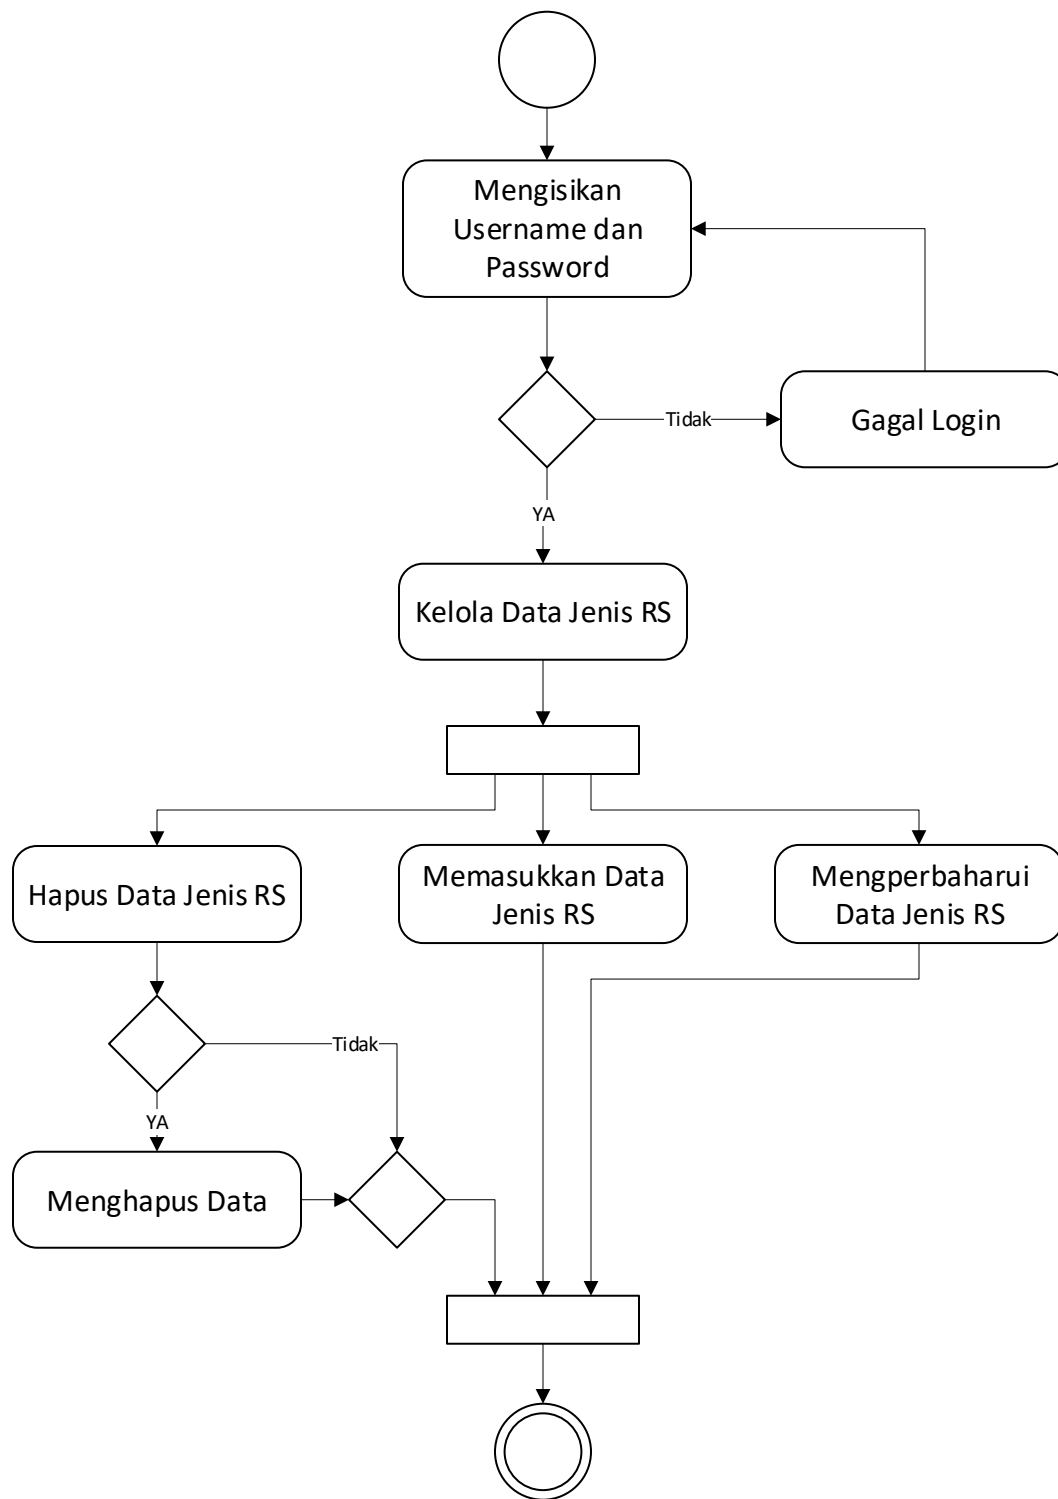 Mengisikan
Username dan
Password
Tidak
Gagal Login
YA
Kelola Data Jenis RS
Hapus Data Jenis RS
Memasukkan Data
Jenis RS
Mengperbaharui
Data Jenis RS
Tidak
YA
Menghapus Data